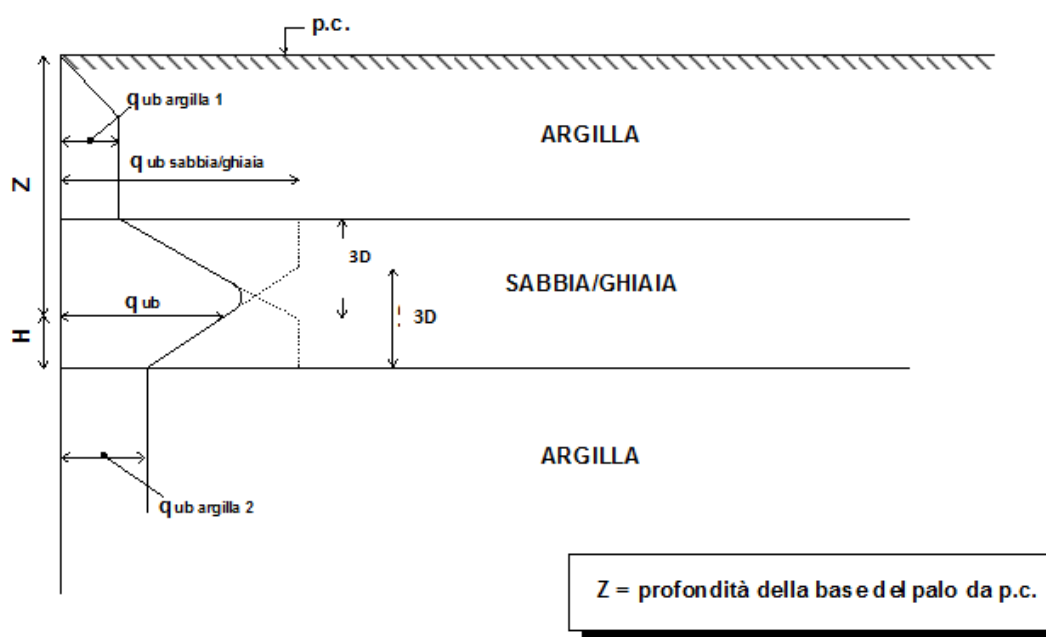 p.c.
q ub argilla 1
ARGILLA
q ub sabbia/ghiaia
Z
3D
SABBIA/GHIAIA
q ub
3D
H
ARGILLA
q ub argilla 2
Z = profondità della base del palo da p.c.